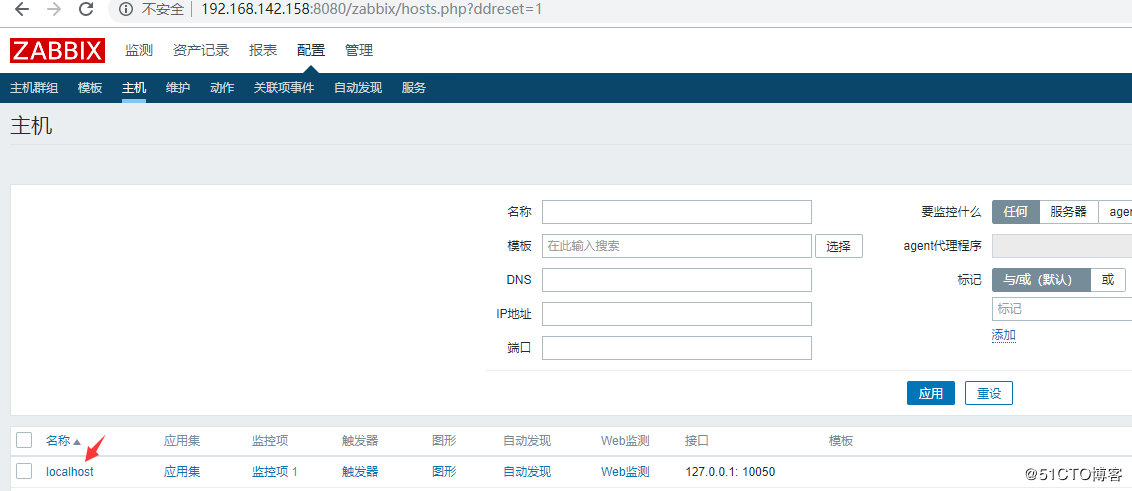 不安全 192.168.142.158:8080/zabbix/hosts.php?ddreset=1
ZABBIX 监测 资产记录 报表 配置 管理
主机群组 模板 主机 维护 动作 关联项事件 自动发现 服务
主机
名称 要监控什么 任何 服务器 agen
模板 在此输入搜索 选择 agent代理程序
DNS 标记 与/或（默认） 或
IP地址 标记
端口 添加
应用 重设
名称 应用集 监控项 触发器 图形 自动发现 Web监测 接口 模板
localhost 应用集 监控项 1 触发器 图形 自动发现 Web监测 127.0.0.1: 10050
@51CTO博客